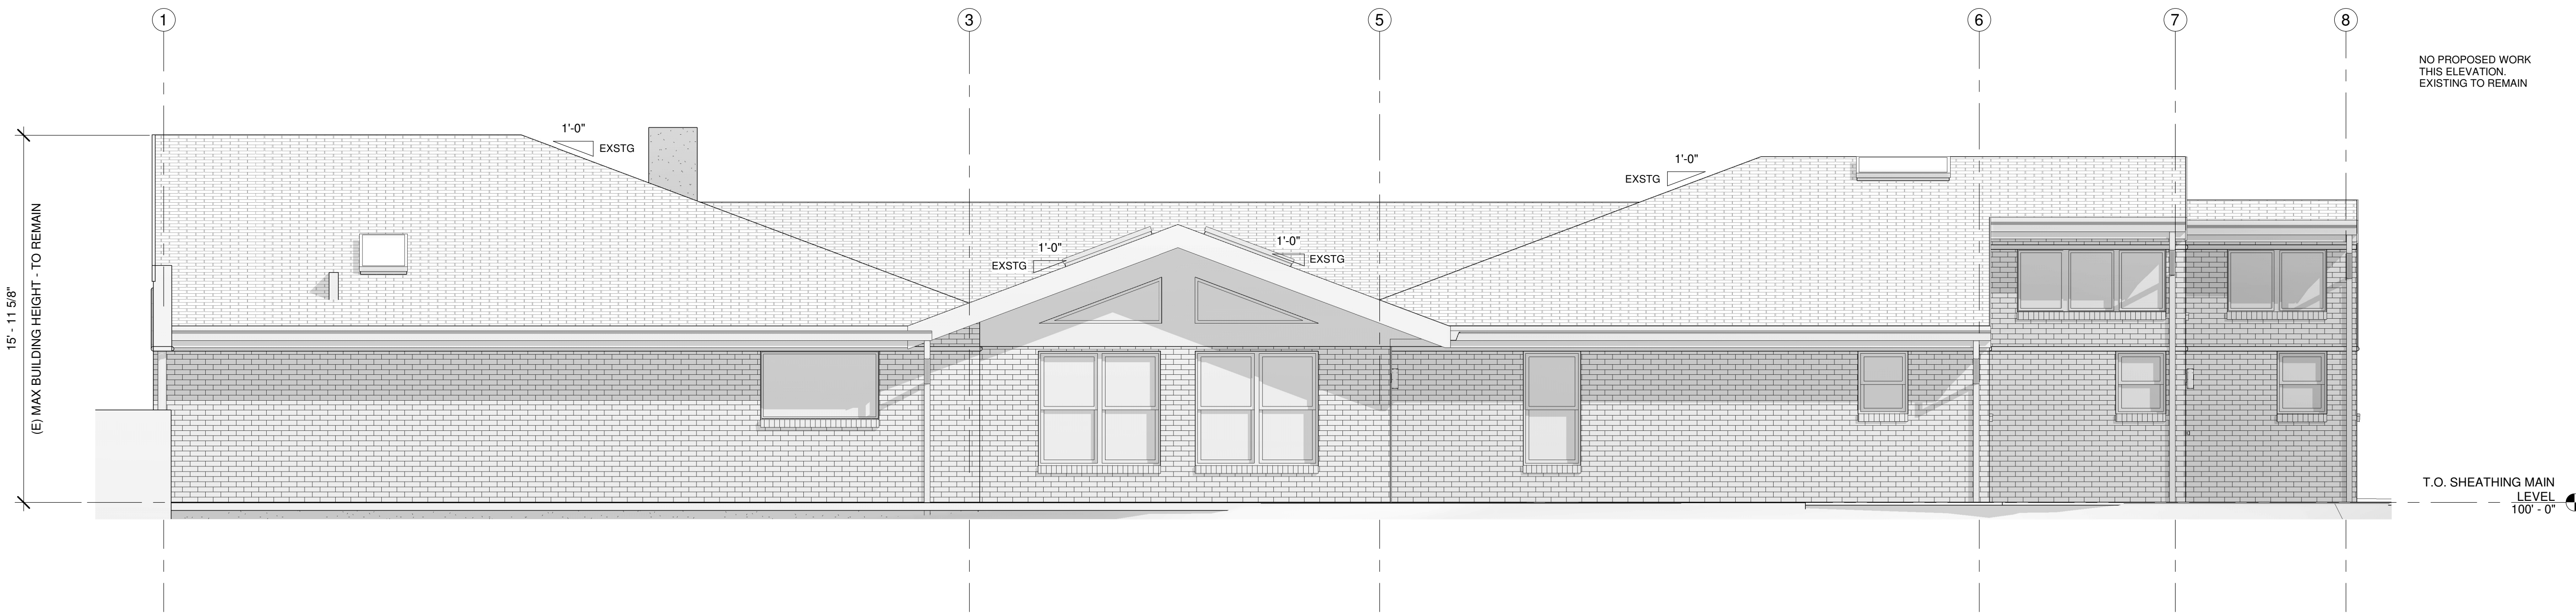 1
3
5
6
7
8
NO PROPOSED WORK
THIS ELEVATION.
EXISTING TO REMAIN
1'-0"
EXSTG
1'-0"
EXSTG
1'-0"
EXSTG
1'-0"
EXSTG
15' - 11 5/8"
(E) MAX BUILDING HEIGHT - TO REMAIN
T.O. SHEATHING MAIN
LEVEL
100' - 0"